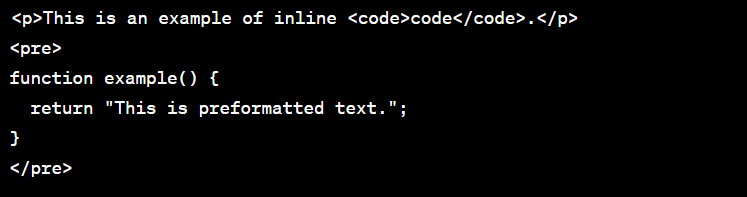 <p>This is an example of inline <code>code</code>.</p>
<pre>
function example() {
  return "This is preformatted text.";
}
</pre>